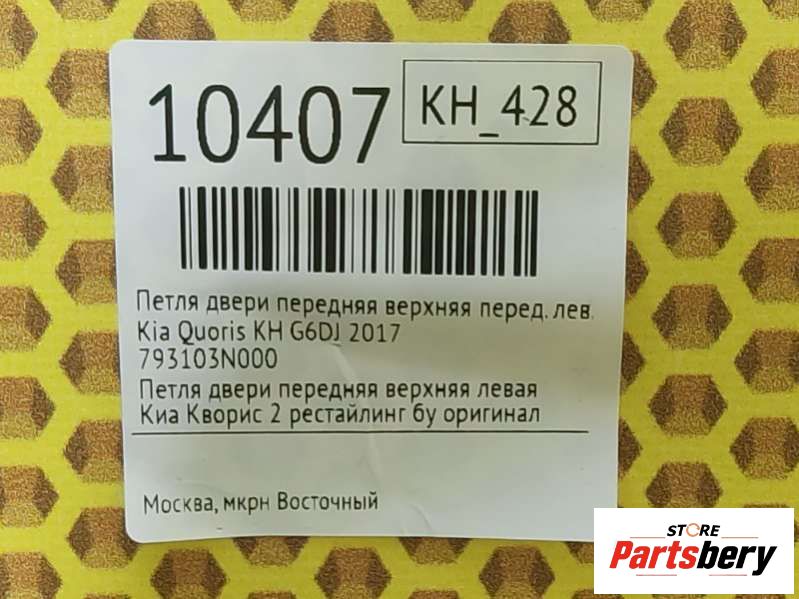 10407
KH_428
Петля двери передняя верхняя перед. лев.
Kia Quoris KH G6DJ 2017
793103N000
Петля двери передняя верхняя левая
Киа Кворис 2 рестайлинг бу оригинал
Москва, мкрн Восточный
STORE
Partsbery